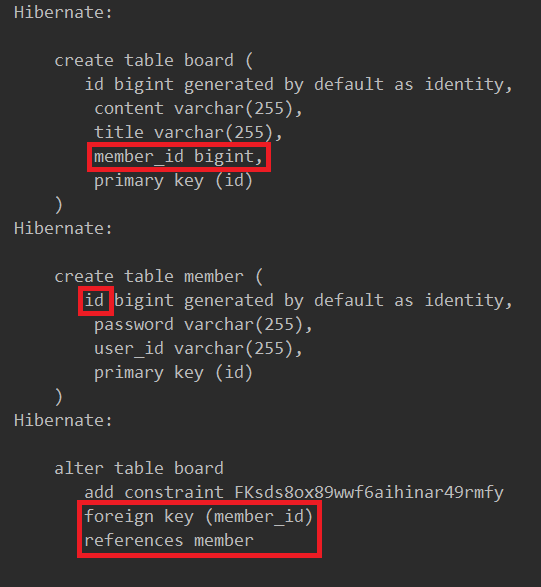 Hibernate:
create table board (
id bigint generated by default as identity,
content varchar(255),
title varchar(255),
member_id bigint,
primary key (id)
)
Hibernate:
create table member (
id bigint generated by default as identity,
password varchar(255),
user_id varchar(255),
primary key (id)
)
Hibernate:
alter table board
add constraint FKsds8ox89wwf6aihinar49rmfy
foreign key (member_id)
references member